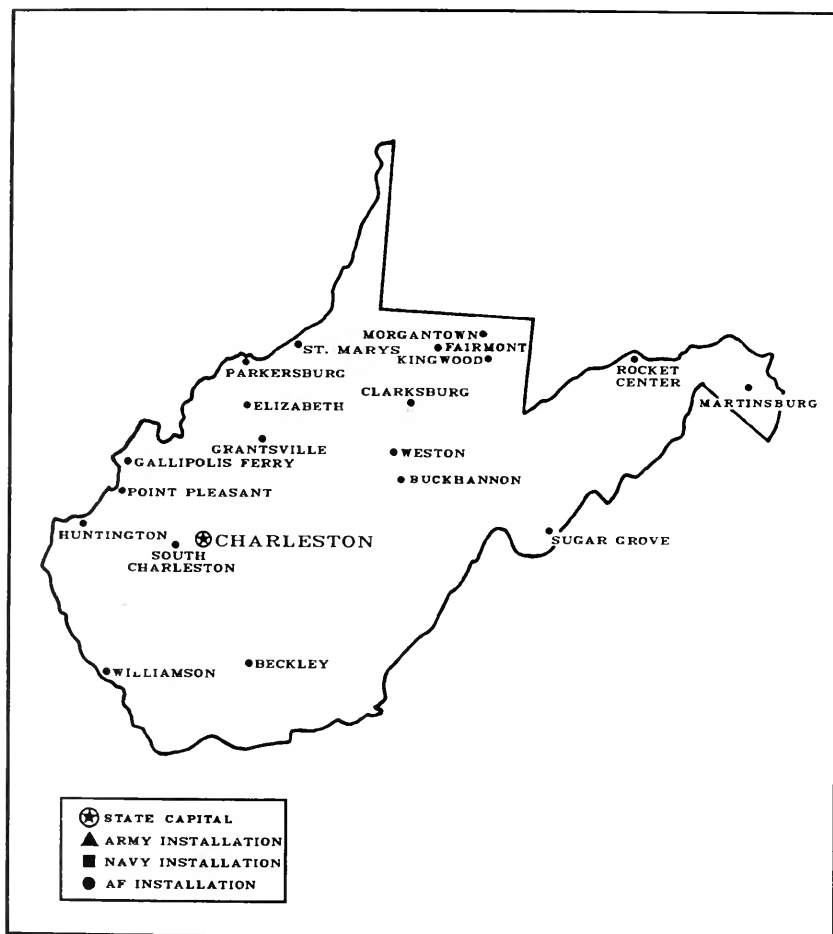 MORGANTOWN
ST. MARYS
FAIRMONT
KINGWOOD
PARKERSBURG
ROCKET
CENTER
CLARKSBURG
MARTINSBURG
ELIZABETH
GRANTSVILLE
WESTON
GALLIPOLIS FERRY
BUCKHANNON
POINT PLEASANT
HUNTINGTON
CHARLESTON
SUGAR GROVE
SOUTH
CHARLESTON
WILLIAMSON
BECKLEY
STATE CAPITAL
ARMY INSTALLATION
NAVY INSTALLATION
AF INSTALLATION